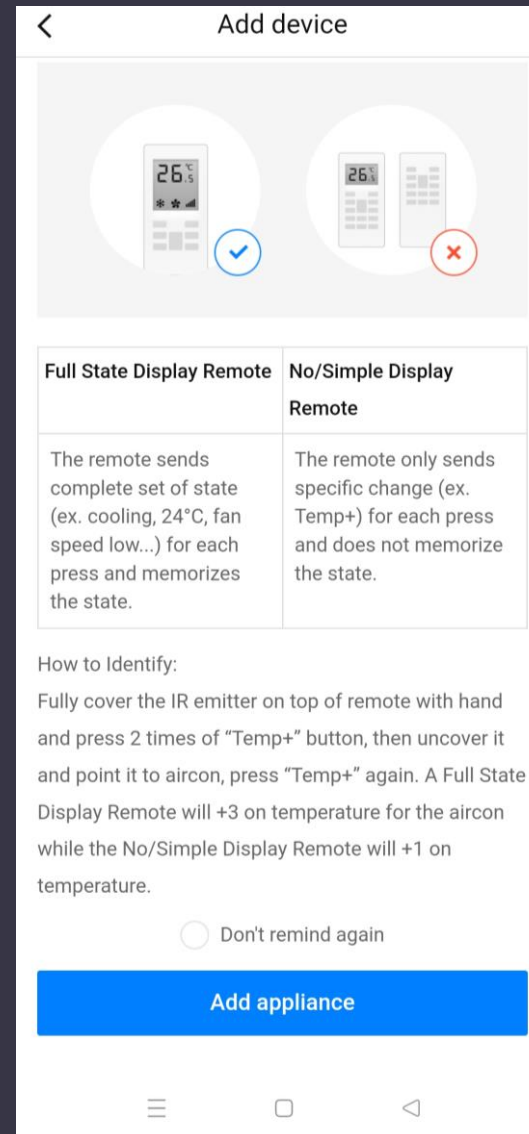 Add device
26.5°C
26.5°C
Full State Display Remote
No/Simple Display
Remote
The remote sends
complete set of state
(ex. cooling, 24°C, fan
speed low...) for each
press and memorizes
the state.
The remote only sends
specific change (ex.
Temp+) for each press
and does not memorize
the state.
How to Identify:
Fully cover the IR emitter on top of remote with hand
and press 2 times of “Temp+” button, then uncover it
and point it to aircon, press “Temp+” again. A Full State
Display Remote will +3 on temperature for the aircon
while the No/Simple Display Remote will +1 on
temperature.
Don't remind again
Add appliance